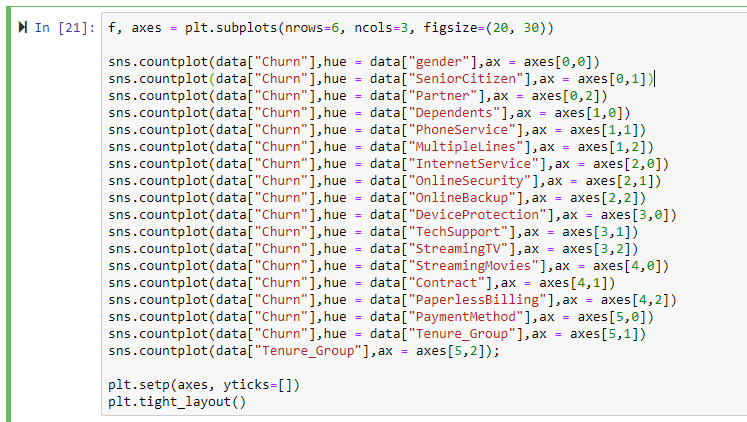 In [21]: f, axes = plt.subplots(nrows=6, ncols=3, figsize=(20, 30))
sns.countplot(data["Churn"],hue = data["gender"],ax = axes[0,0])
sns.countplot(data["Churn"],hue = data["SeniorCitizen"],ax = axes[0,1])
sns.countplot(data["Churn"],hue = data["Partner"],ax = axes[0,2])
sns.countplot(data["Churn"],hue = data["Dependents"],ax = axes[1,0])
sns.countplot(data["Churn"],hue = data["PhoneService"],ax = axes[1,1])
sns.countplot(data["Churn"],hue = data["MultipleLines"],ax = axes[1,2])
sns.countplot(data["Churn"],hue = data["InternetService"],ax = axes[2,0])
sns.countplot(data["Churn"],hue = data["OnlineSecurity"],ax = axes[2,1])
sns.countplot(data["Churn"],hue = data["OnlineBackup"],ax = axes[2,2])
sns.countplot(data["Churn"],hue = data["DeviceProtection"],ax = axes[3,0])
sns.countplot(data["Churn"],hue = data["TechSupport"],ax = axes[3,1])
sns.countplot(data["Churn"],hue = data["StreamingTV"],ax = axes[3,2])
sns.countplot(data["Churn"],hue = data["StreamingMovies"],ax = axes[4,0])
sns.countplot(data["Churn"],hue = data["Contract"],ax = axes[4,1])
sns.countplot(data["Churn"],hue = data["PaperlessBilling"],ax = axes[4,2])
sns.countplot(data["Churn"],hue = data["PaymentMethod"],ax = axes[5,0])
sns.countplot(data["Churn"],hue = data["Tenure_Group"],ax = axes[5,1])
sns.countplot(data["Tenure_Group"],ax = axes[5,2]);
plt.setp(axes, yticks=[])
plt.tight_layout()